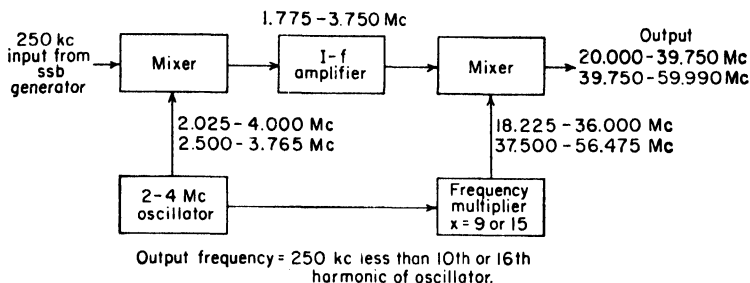 1.775-3.750 Mc
250 kc
input from
ssb
generator
Mixer
I-f
amplifier
Mixer
Output
20.000-39.750 Mc
39.750-59.990 Mc
2.025-4.000 Mc
2.500-3.765 Mc
18.225-36.000 Mc
37.500-56.475 Mc
2-4 Mc
oscillator
Frequency
multiplier
x = 9 or 15
Output frequency = 250 kc less than 10th or 16th
harmonic of oscillator.